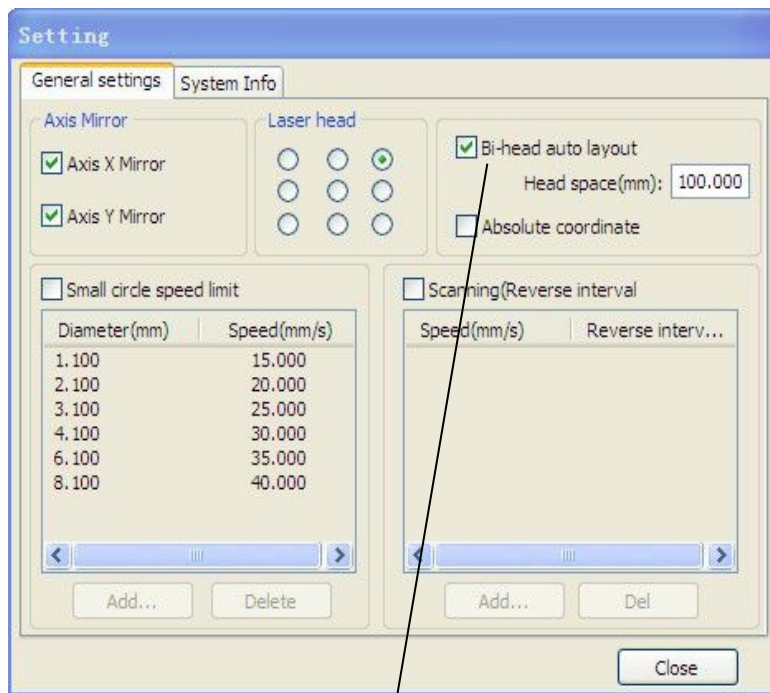 Setting
General settings System Info
Axis Mirror
Axis X Mirror
Axis Y Mirror
Laser head
Bi-head auto layout
Head space(mm): 100.000
Absolute coordinate
Small circle speed limit
Diameter(mm) Speed(mm/s)
1.100 15.000
2.100 20.000
3.100 25.000
4.100 30.000
6.100 35.000
8.100 40.000
Add... Delete
Scanning(Reverse interval
Speed(mm/s) Reverse interv...
Add... Del
Close